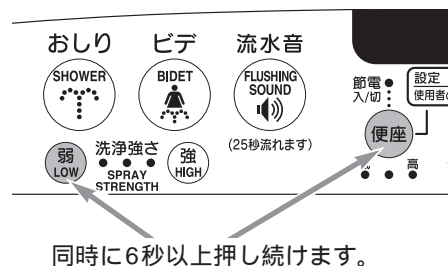 おしり ビデ 流水音
SHOWER
BIDET
FLUSHING
SOUND
節電
入/切
設定
使用者の
便座
(25秒流れます)
弱
LOW
洗浄強さ
SPRAY
STRENGTH
強
HIGH
高
同時に6秒以上押し続けます。